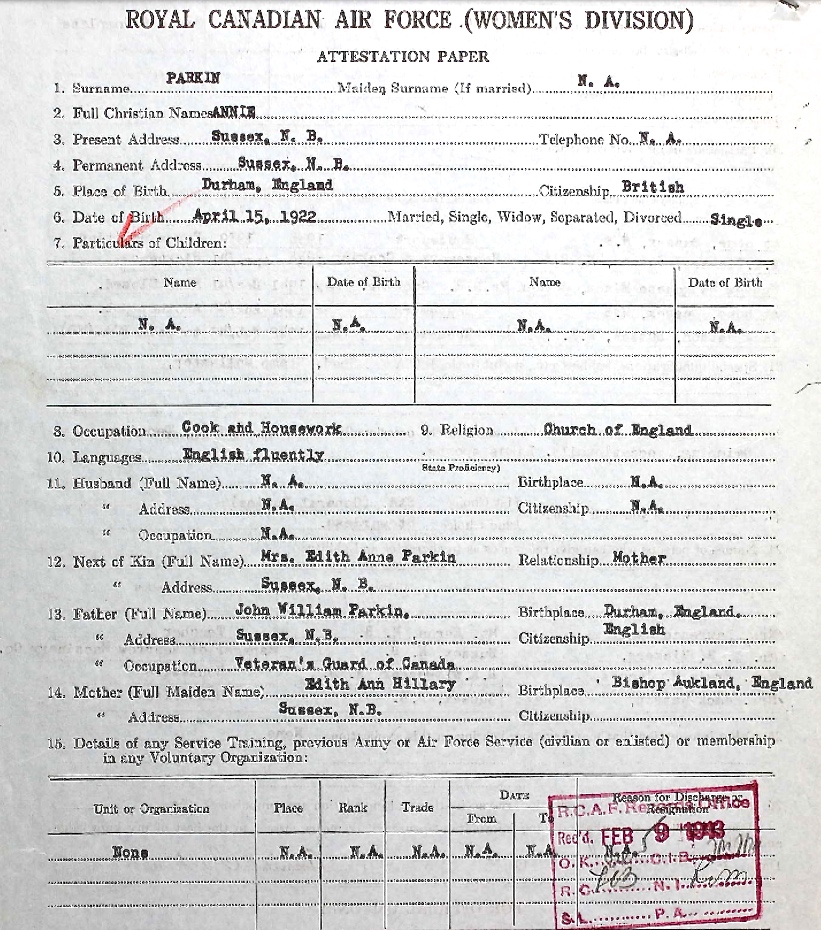 ROYAL CANADIAN AIR FORCE (WOMEN'S DIVISION)
ATTESTATION PAPER
1. Surname PARKIN Maiden Surname (If married) N. A.
2. Full Christian Names ANNIE
3. Present Address Sussex, N. B. Telephone No. N. A.
4. Permanent Address Sussex, N. B.
5. Place of Birth Durham, England Citizenship British
6. Date of Birth April 15, 1922 Married, Single, Widow, Separated, Divorced Single
7. Particulars of Children:
Name Date of Birth Name Date of Birth
N. A. N.A. N.A. N.A.
8. Occupation Cook and Housework 9. Religion Church of England
10. Languages English fluently
State Proficiency)
11. Husband (Full Name) N. A. Birthplace N.A.
" Address N.A. Citizenship N.A.
" Occupation N.A.
12. Next of Kin (Full Name) Mrs. Edith Anne Parkin Relationship Mother
" Address Sussex, N. B.
13. Father (Full Name) John William Parkin. Birthplace Durham, England.
" Address Sussex, N.B. Citizenship English
" Occupation Veteran's Guard of Canada
14. Mother (Full Maiden Name) Edith Ann Hillary Birthplace Bishop Aukland, England
" Address Sussex, N.B. Citizenship
15. Details of any Service Training, previous Army or Air Force Service (civilian or enlisted) or membership
in any Voluntary Organization:
Unit or Organization Place Rank Trade DATE From To Reason for Discharge or Resignation
None N.A. N.A. N.A. N.A. N.A. N.A.
R.C.A.F. Records Office
Rec'd. FEB 9 1943
O. K. C.I.B.
R. C. N. I.
S. L. P. A.